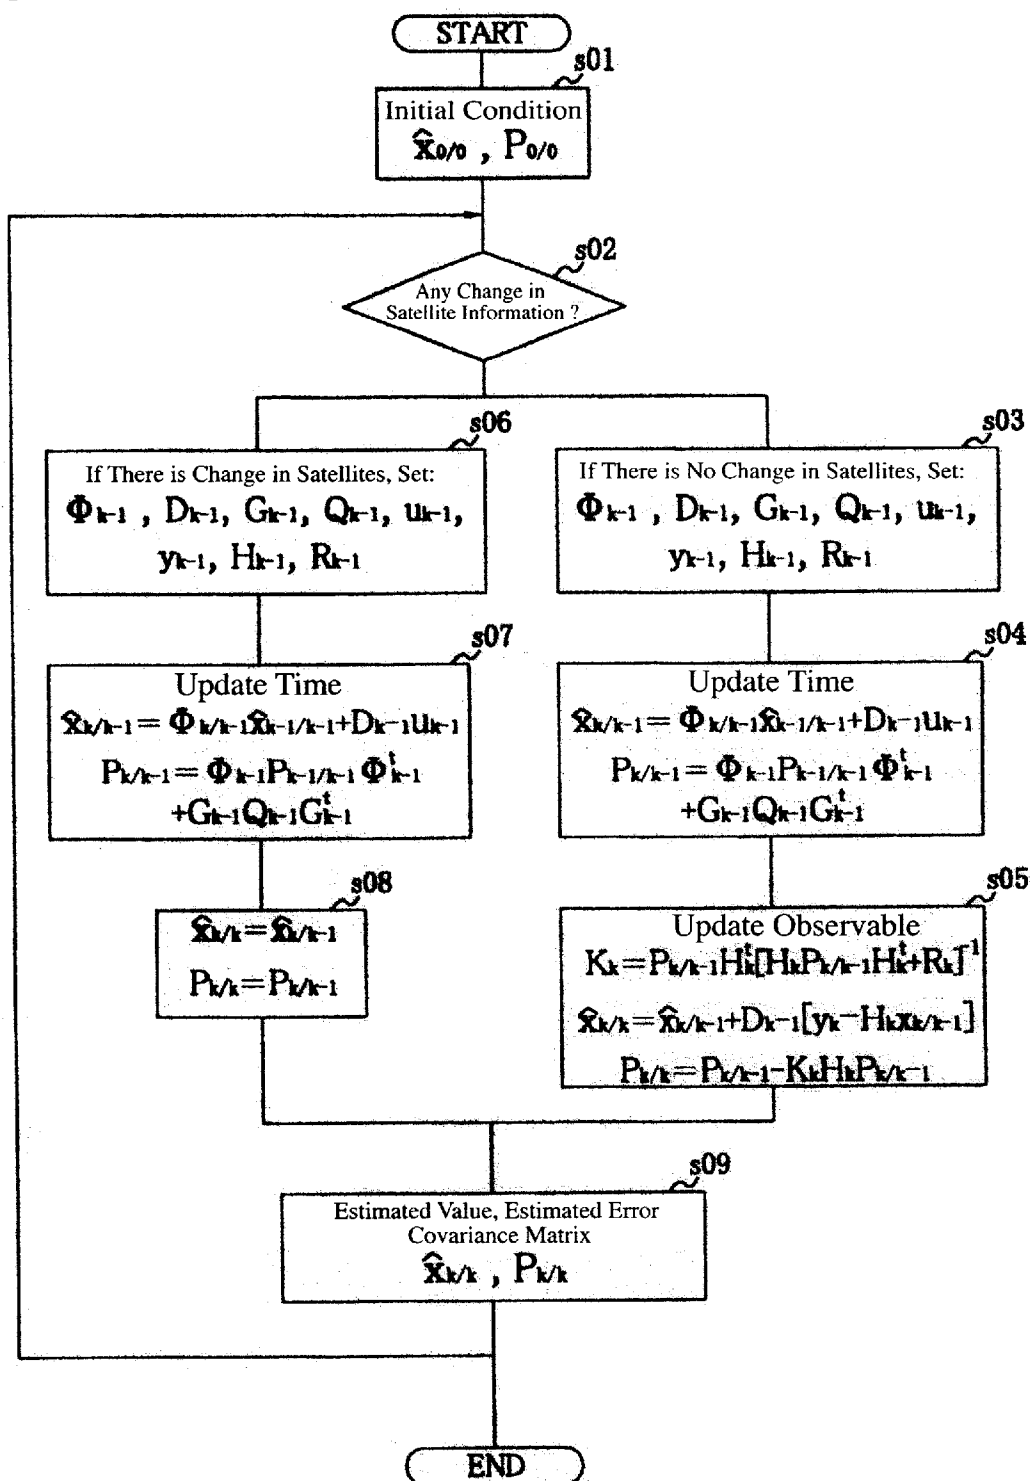 START
s01
Initial Condition
x̂0/0 , P0/0
s02
Any Change in
Satellite Information ?
s06
If There is Change in Satellites, Set:
Φk-1 , Dk-1, Gk-1, Qk-1, uk-1,
yk-1, Hk-1, Rk-1
s03
If There is No Change in Satellites, Set:
Φk-1 , Dk-1, Gk-1, Qk-1, uk-1,
yk-1, Hk-1, Rk-1
s07
Update Time
x̂k/k-1= Φk/k-1x̂k-1/k-1+Dk-1uk-1
Pk/k-1= Φk-1Pk-1/k-1 Φᵗk-1
+Gk-1Qk-1Gᵗk-1
s04
Update Time
x̂k/k-1= Φk/k-1x̂k-1/k-1+Dk-1uk-1
Pk/k-1= Φk-1Pk-1/k-1 Φᵗk-1
+Gk-1Qk-1Gᵗk-1
s08
x̂k/k=x̂k/k-1
Pk/k=Pk/k-1
s05
Update Observable
Kk=Pk/k-1Hᵗk[HkPk/k-1Hᵗk+Rk]⁻¹
x̂k/k=x̂k/k-1+Dk-1[yk-Hkxk/k-1]
Pk/k=Pk/k-1-KkHkPk/k-1
s09
Estimated Value, Estimated Error
Covariance Matrix
x̂k/k , Pk/k
END